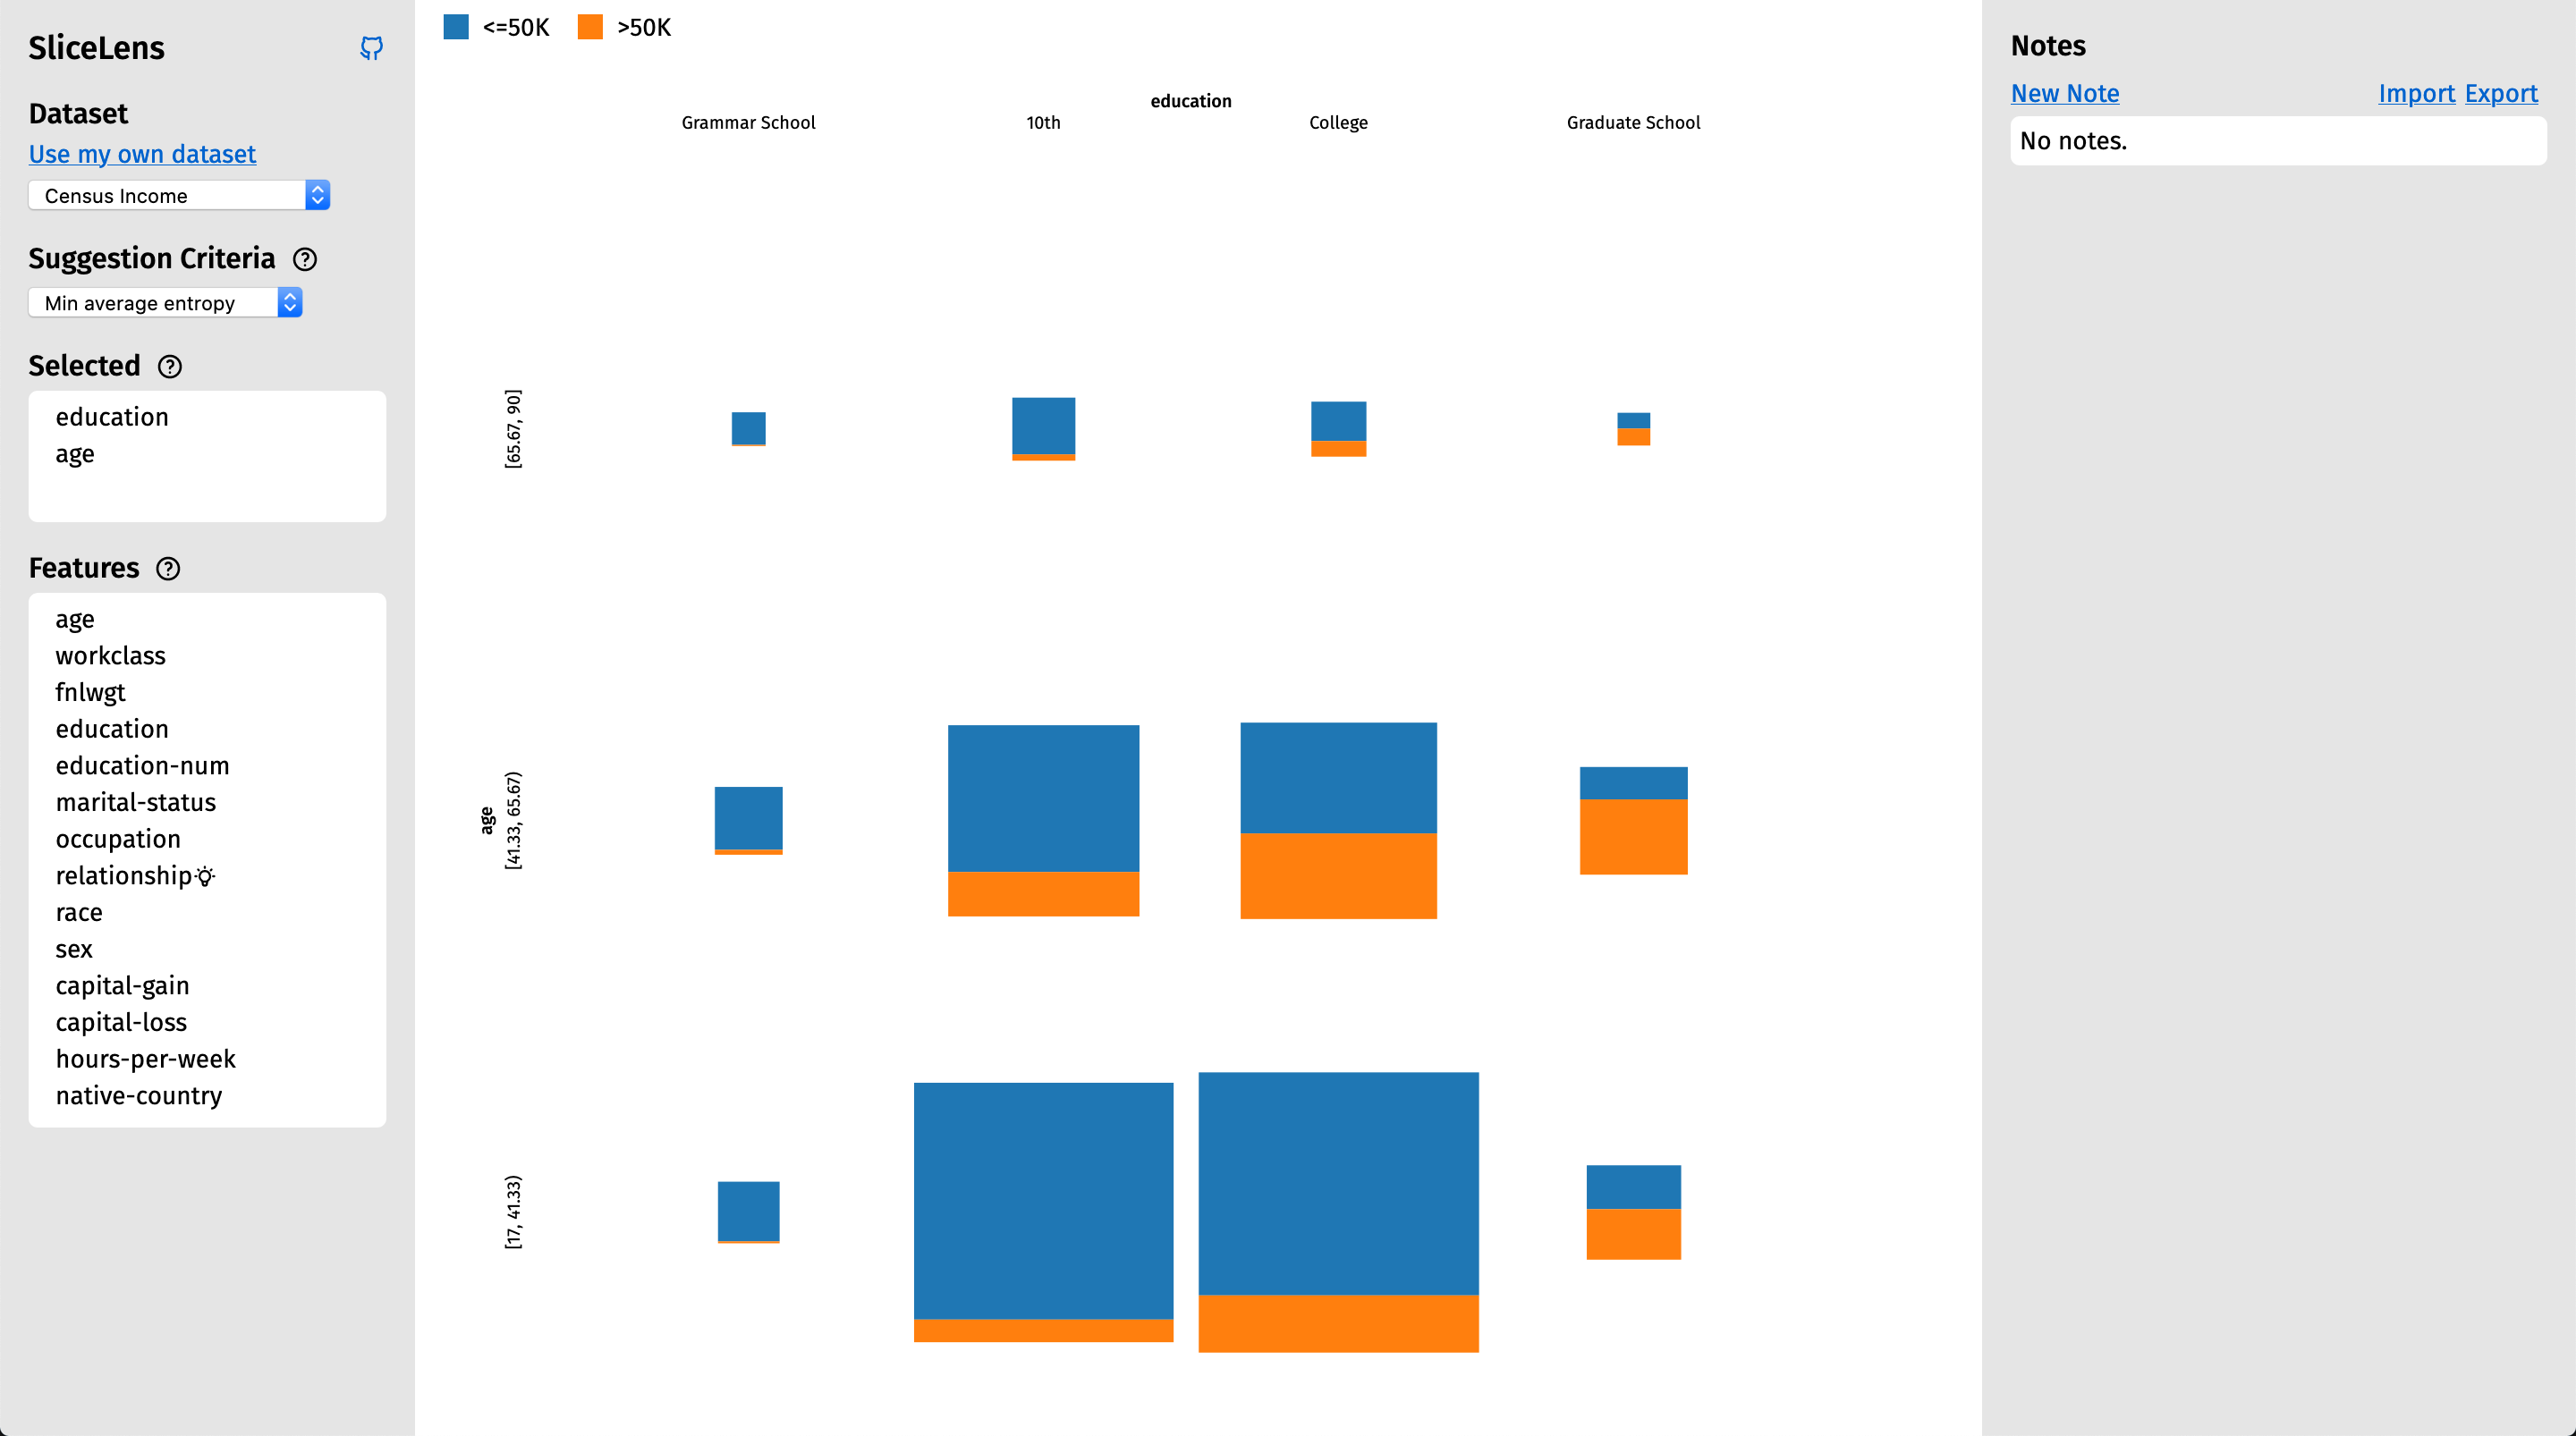 SliceLens
Dataset
Use my own dataset
Census Income
Suggestion Criteria
Min average entropy
Selected
education
age
Features
age
workclass
fnlwgt
education
education-num
marital-status
occupation
relationship
race
sex
capital-gain
capital-loss
hours-per-week
native-country
<=50K >50K
education
Grammar School 10th College Graduate School
age
[65.67, 90]
[41.33, 65.67)
[17, 41.33)
Notes
New Note Import Export
No notes.